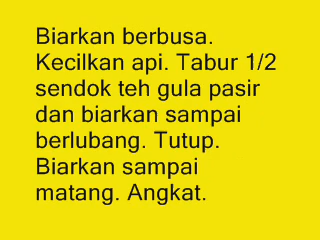 Biarkan berbusa.
Kecilkan api. Tabur 1/2
sendok teh gula pasir
dan biarkan sampai
berlubang. Tutup.
Biarkan sampai
matang. Angkat.